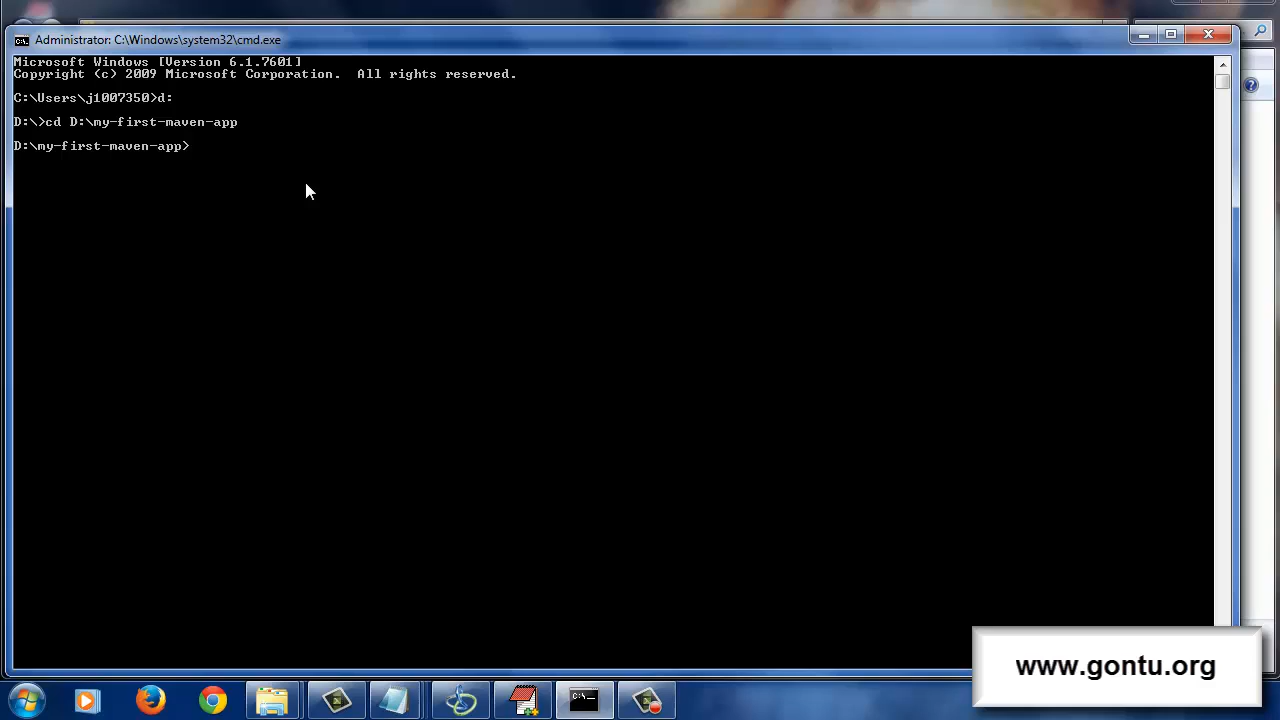 Administrator: C:\Windows\system32\cmd.exe
Microsoft Windows [Version 6.1.7601]
Copyright (c) 2009 Microsoft Corporation.  All rights reserved.
C:\Users\j1007350>d:
D:\>cd D:\my-first-maven-app
D:\my-first-maven-app>
www.gontu.org